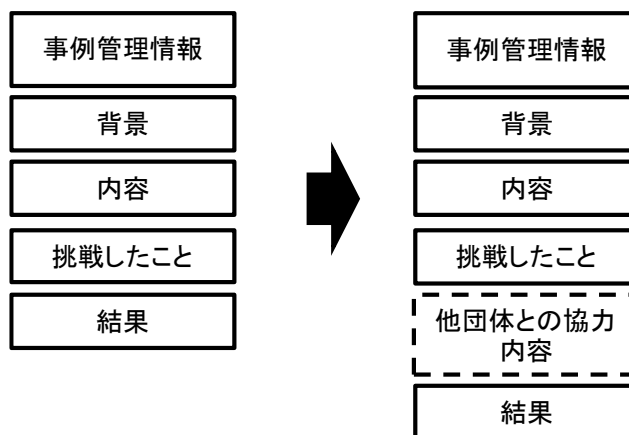 事例管理情報
背景
内容
挑戦したこと
結果
事例管理情報
背景
内容
挑戦したこと
他団体との協力
内容
結果